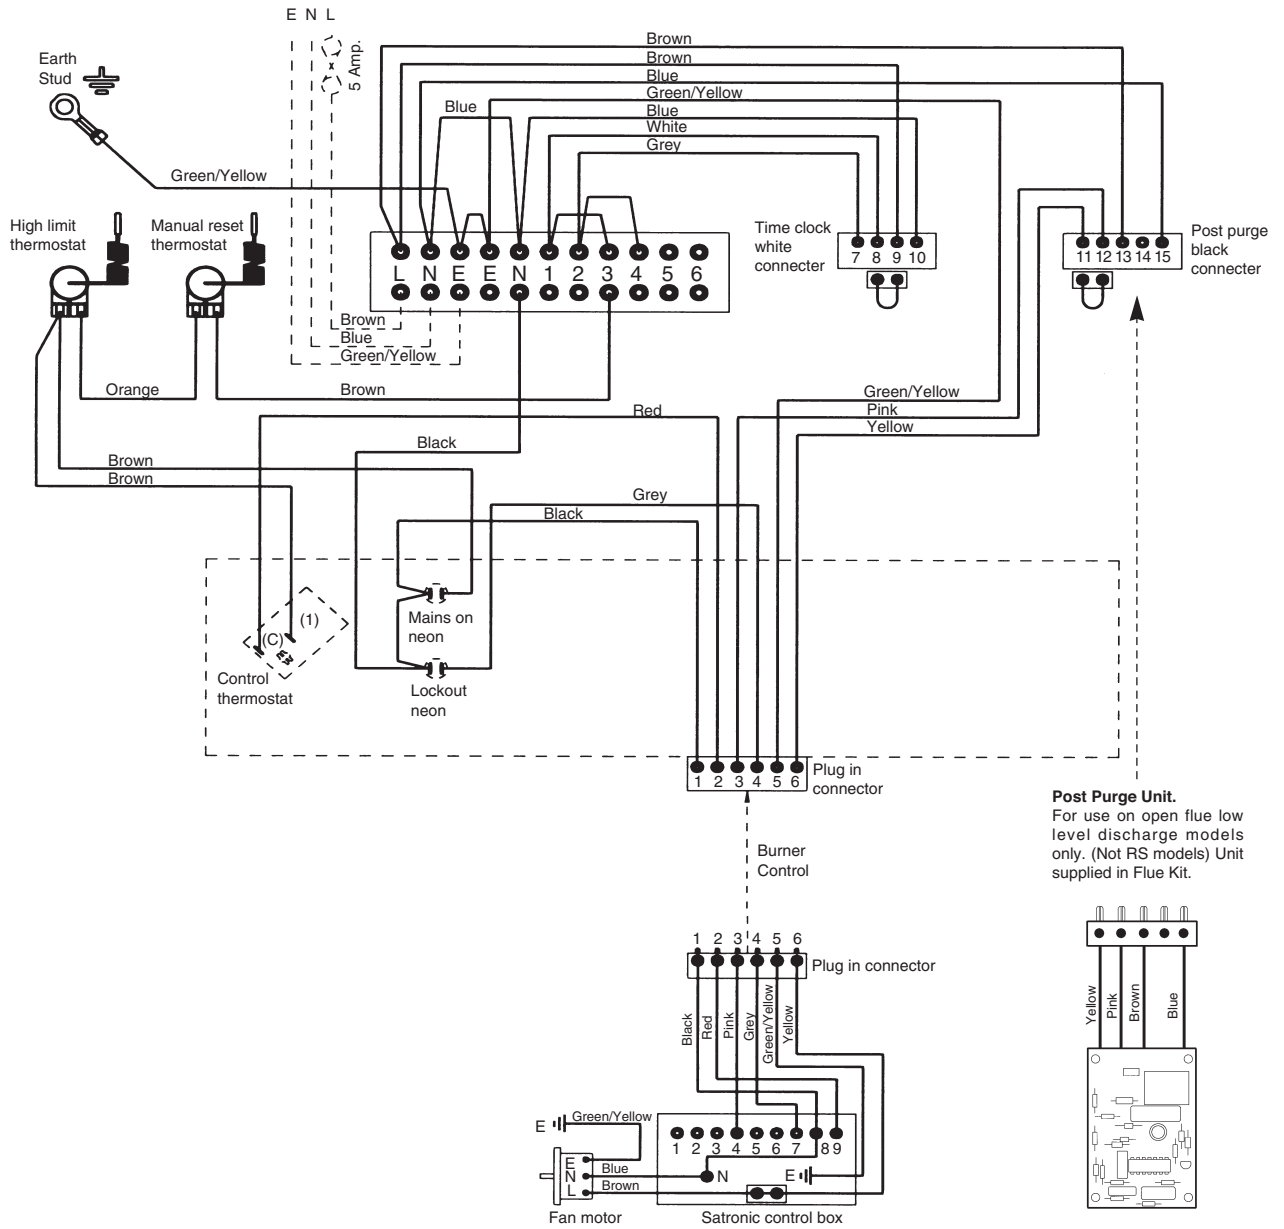 E N L
5 Amp.
Earth
Stud
Brown
Brown
Blue
Green/Yellow
Blue
Blue
White
Grey
Green/Yellow
High limit
thermostat
Manual reset
thermostat
Time clock
white
connecter
7 8 9 10
Post purge
black
connecter
11 12 13 14 15
L N E E N 1 2 3 4 5 6
Brown
Blue
Green/Yellow
Orange
Brown
Green/Yellow
Red
Pink
Black
Yellow
Brown
Brown
Grey
Black
(1)
(C)
Mains on
neon
Control
thermostat
Lockout
neon
1 2 3 4 5 6
Plug in
connector
Post Purge Unit.
For use on open flue low
level discharge models
only. (Not RS models) Unit
supplied in Flue Kit.
Burner
Control
1 2 3 4 5 6
Plug in connector
Black
Red
Pink
Grey
Green/Yellow
Yellow
Yellow
Pink
Brown
Blue
E
Green/Yellow
1 2 3 4 5 6 7 8 9
E
N
L
Blue
Brown
N
E
Fan motor
Satronic control box